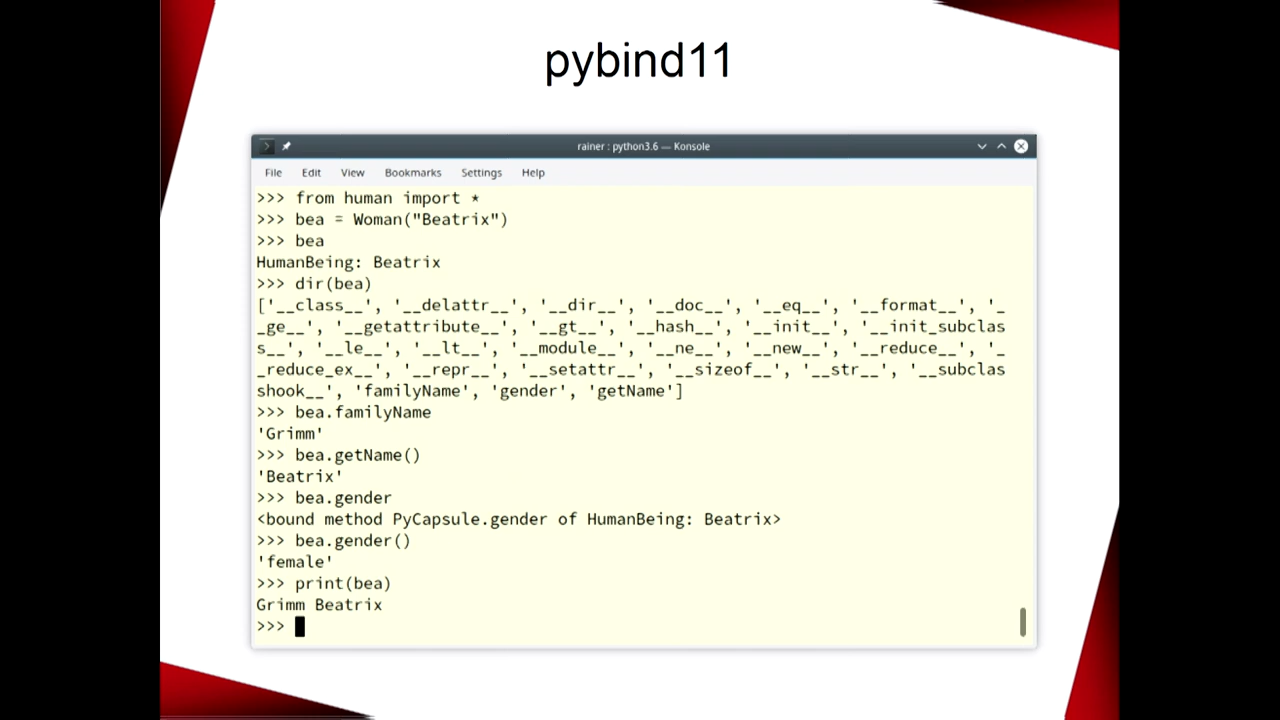 pybind11
rainer : python3.6 — Konsole
File Edit View Bookmarks Settings Help
>>> from human import *
>>> bea = Woman("Beatrix")
>>> bea
HumanBeing: Beatrix
>>> dir(bea)
['__class__', '__delattr__', '__dir__', '__doc__', '__eq__', '__format__', '_
_ge__', '__getattribute__', '__gt__', '__hash__', '__init__', '__init_subclas
s__', '__le__', '__lt__', '__module__', '__ne__', '__new__', '__reduce__', '_
_reduce_ex__', '__repr__', '__setattr__', '__sizeof__', '__str__', '__subclas
shook__', 'familyName', 'gender', 'getName']
>>> bea.familyName
'Grimm'
>>> bea.getName()
'Beatrix'
>>> bea.gender
<bound method PyCapsule.gender of HumanBeing: Beatrix>
>>> bea.gender()
'female'
>>> print(bea)
Grimm Beatrix
>>>